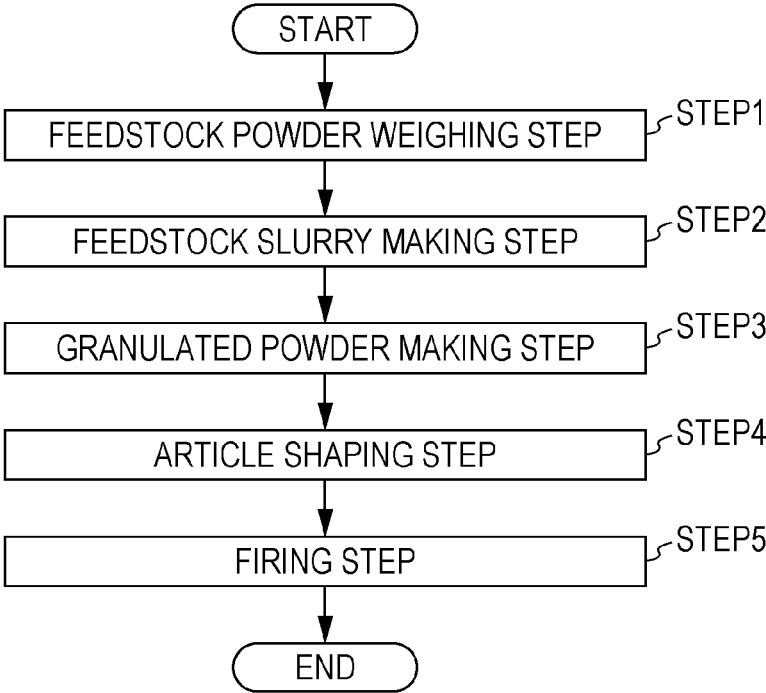 START
FEEDSTOCK POWDER WEIGHING STEP
STEP1
FEEDSTOCK SLURRY MAKING STEP
STEP2
GRANULATED POWDER MAKING STEP
STEP3
ARTICLE SHAPING STEP
STEP4
FIRING STEP
STEP5
END